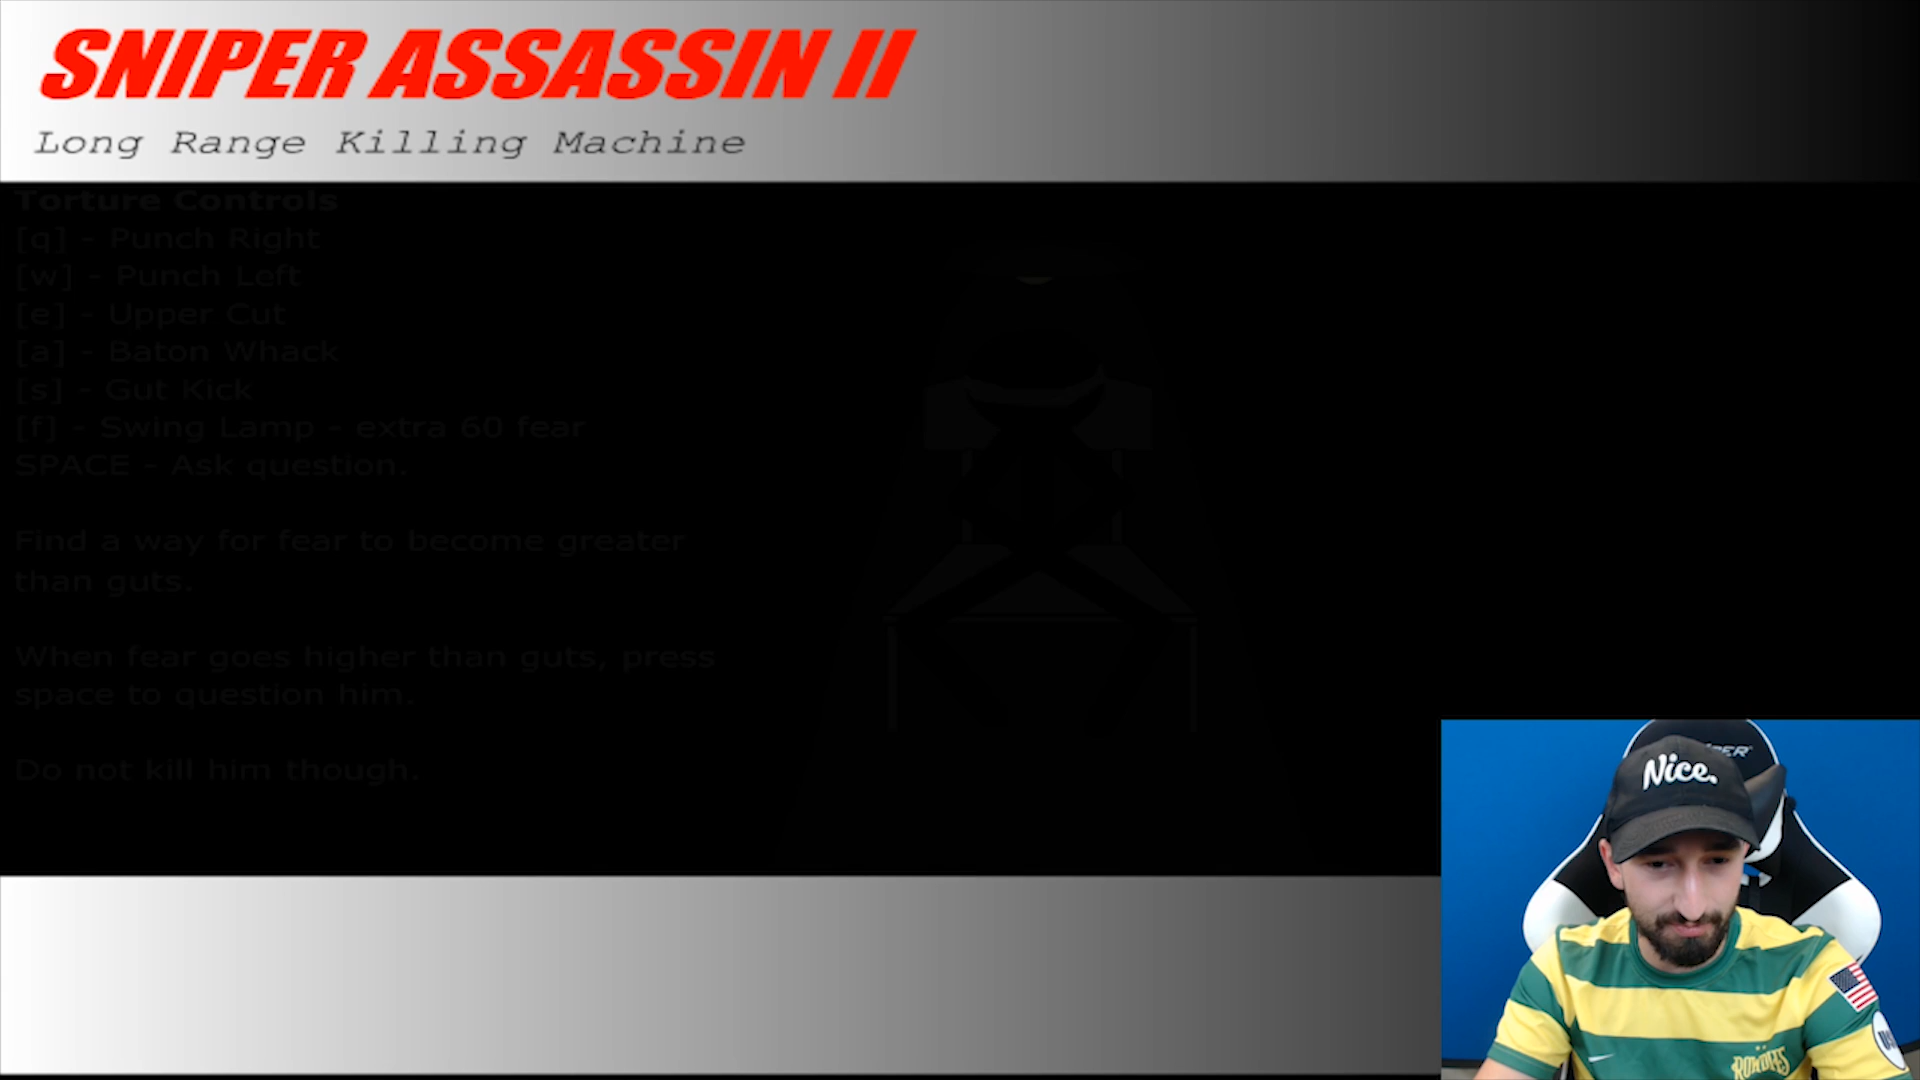 SNIPER ASSASSIN II
Long Range Killing Machine
Torture Controls
[q] - Punch Right
[w] - Punch Left
[e] - Upper Cut
[a] - Baton Whack
[s] - Gut Kick
[f] - Swing Lamp - extra 60 fear
SPACE - Ask question.
Find a way for fear to become greater
than guts.
When fear goes higher than guts, press
space to question him.
Do not kill him though.
Nice.
ROWDIES